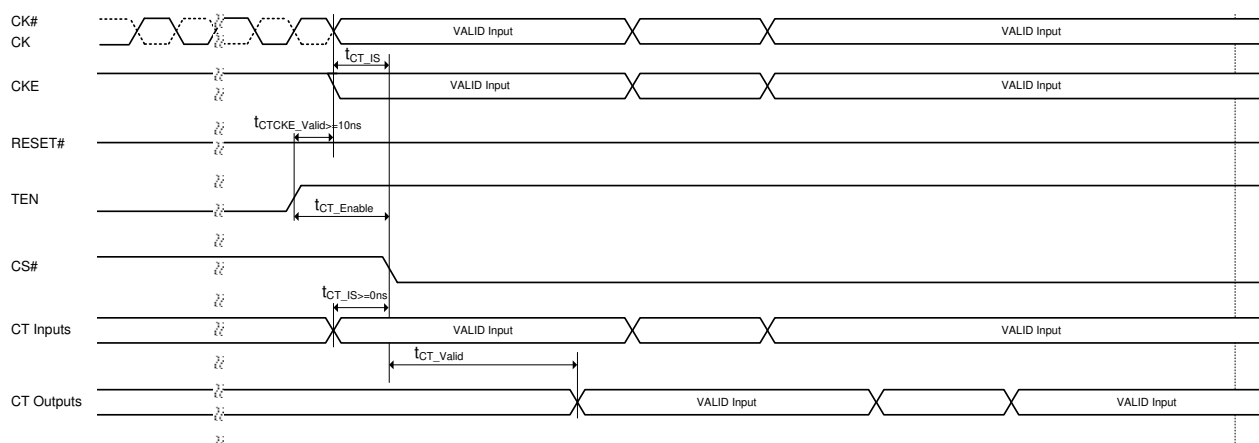 CK#
CK
VALID Input
VALID Input
tCT_IS
CKE
VALID Input
VALID Input
tCTCKE_Valid>=10ns
RESET#
TEN
tCT_Enable
CS#
tCT_IS>=0ns
CT Inputs
VALID Input
VALID Input
tCT_Valid
CT Outputs
VALID Input
VALID Input